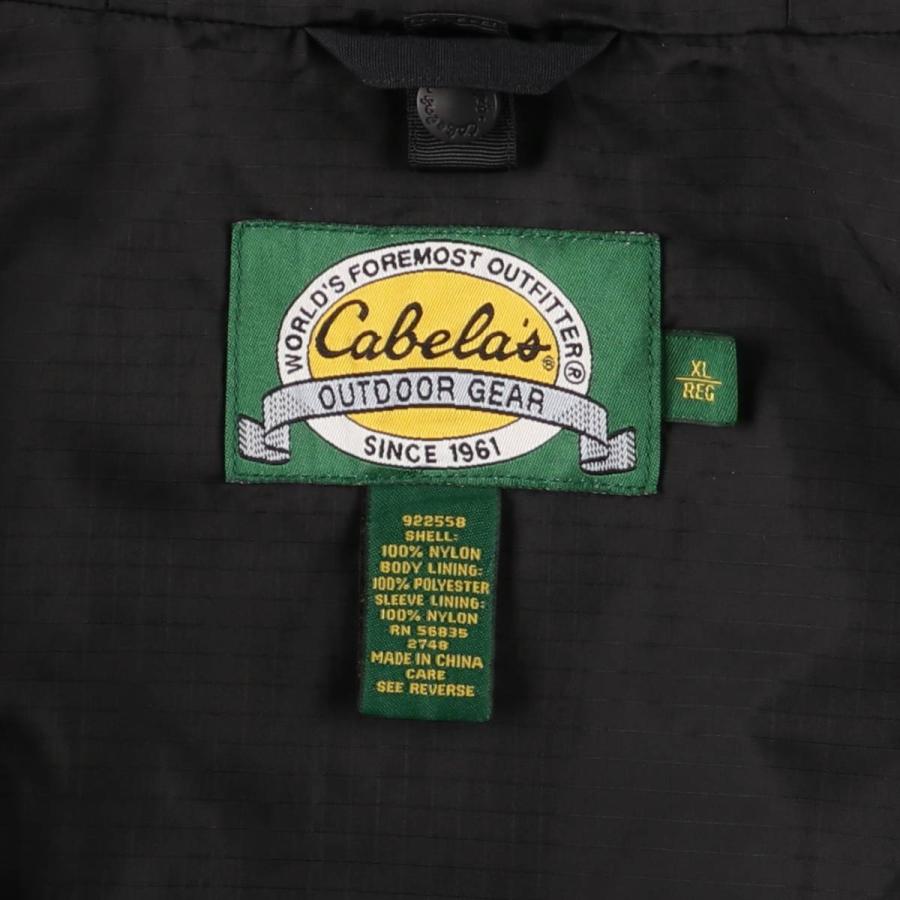 WORLD'S FOREMOST OUTFITTER®
Cabela's®
OUTDOOR GEAR
SINCE 1961
XL
REG
922558
SHELL:
100% NYLON
BODY LINING:
100% POLYESTER
SLEEVE LINING:
100% NYLON
RN 56835
2748
MADE IN CHINA
CARE
SEE REVERSE